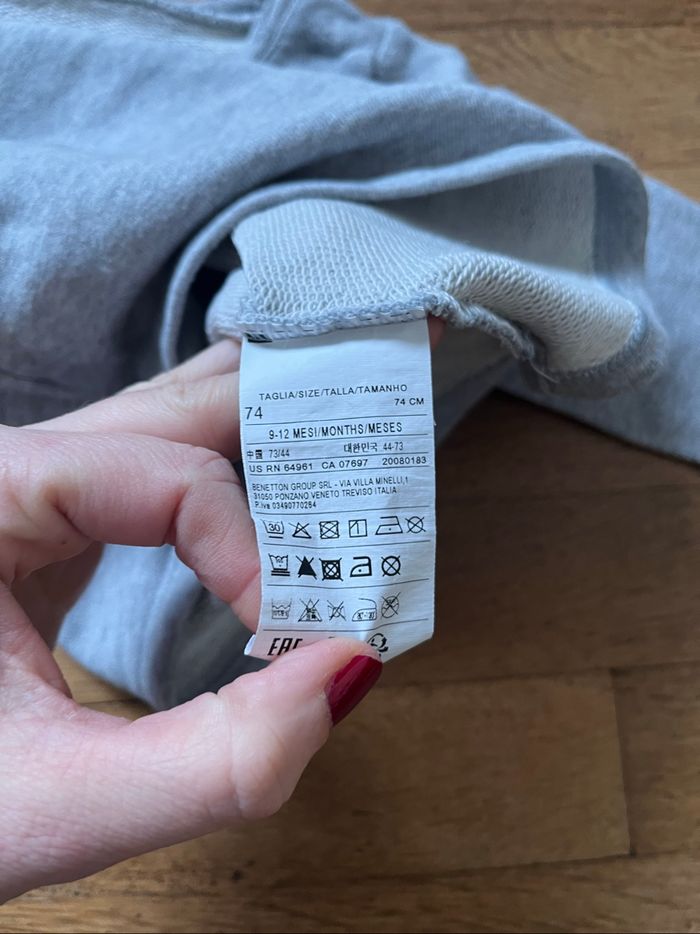 TAGLIA/SIZE/TALLA/TAMANHO
74 74 CM
9-12 MESI/MONTHS/MESES
中國 73/44 대한민국 44-73
US RN 64961 CA 07697 20080183
BENETTON GROUP SRL - VIA VILLA MINELLI,1
31050 PONZANO VENETO TREVISO ITALIA
P.iva 03490770264
30
EAC